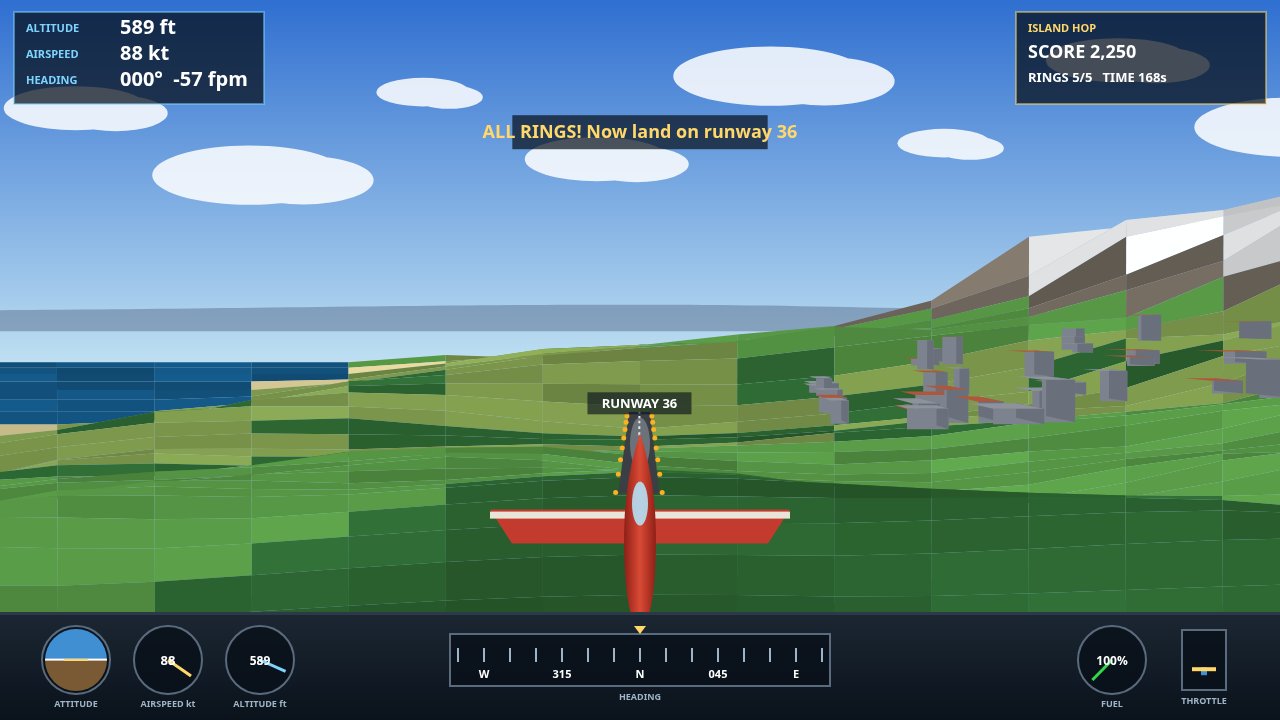 ALTITUDE 589 ft
AIRSPEED 88 kt
HEADING 000° -57 fpm
ISLAND HOP
SCORE 2,250
RINGS 5/5 TIME 168s
ALL RINGS! Now land on runway 36
RUNWAY 36
88
589
100%
W 315 N 045 E
ATTITUDE AIRSPEED kt ALTITUDE ft
HEADING
FUEL THROTTLE